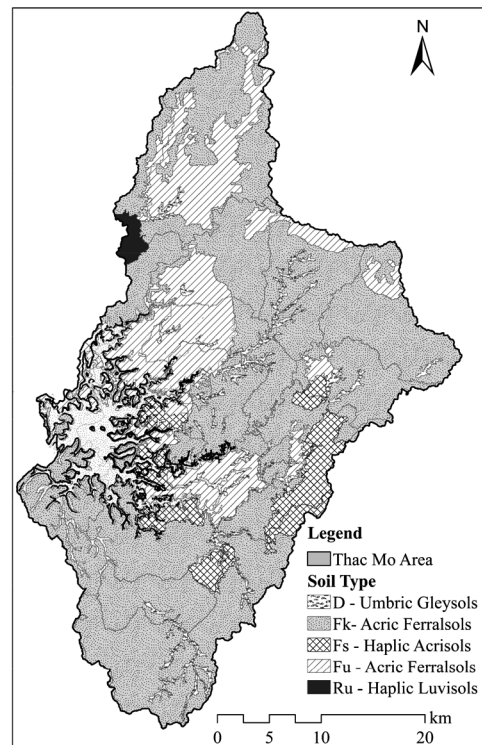 N
Legend
Thac Mo Area
Soil Type
D - Umbric Gleysols
Fk- Acric Ferralsols
Fs - Haplic Acrisols
Fu - Acric Ferralsols
Ru - Haplic Luvisols
km
0 5 10 20